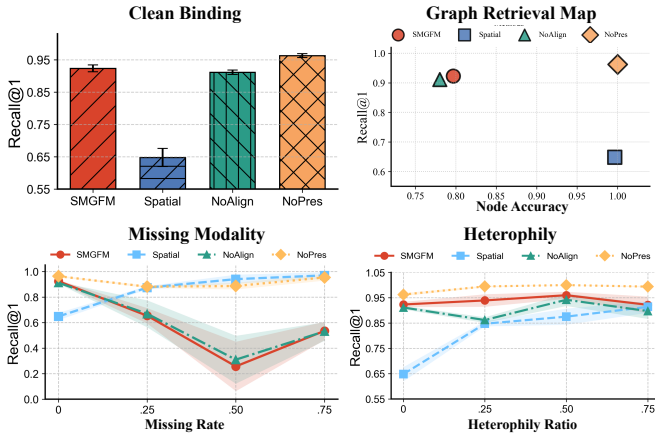 Clean Binding
Recall@1
0.95
0.85
0.75
0.65
0.55
SMGFM
Spatial
NoAlign
NoPres
Graph Retrieval Map
SMGFM
Spatial
NoAlign
NoPres
Recall@1
1.0
0.9
0.8
0.7
0.6
0.75
0.80
0.85
0.90
0.95
1.00
Node Accuracy
Missing Modality
SMGFM
Spatial
NoAlign
NoPres
Recall@1
1.0
0.8
0.6
0.4
0.2
0.0
0
.25
.50
.75
Missing Rate
Heterophily
SMGFM
Spatial
NoAlign
NoPres
Recall@1
1.05
0.95
0.85
0.75
0.65
0.55
0
.25
.50
.75
Heterophily Ratio